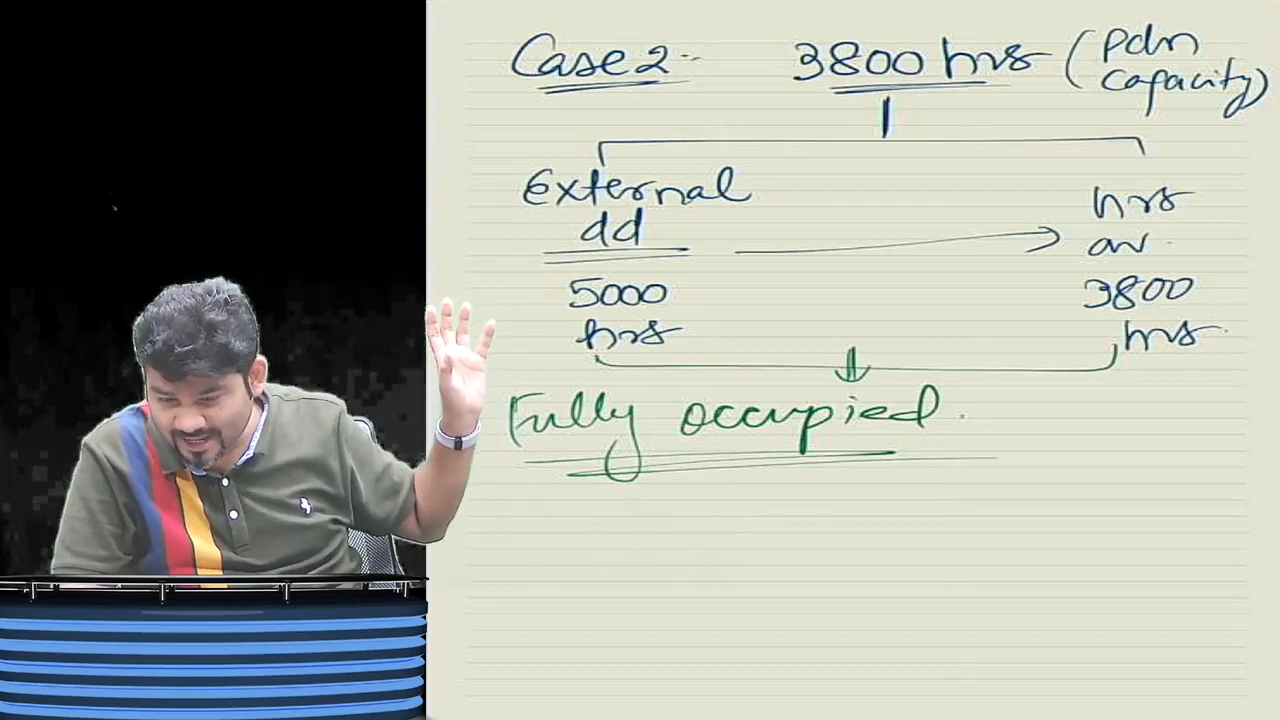 Case 2:- 3800 hrs (pdn
capacity)
External
dd
5000
hrs
hrs
av.
3800
hrs.
Fully occupied.